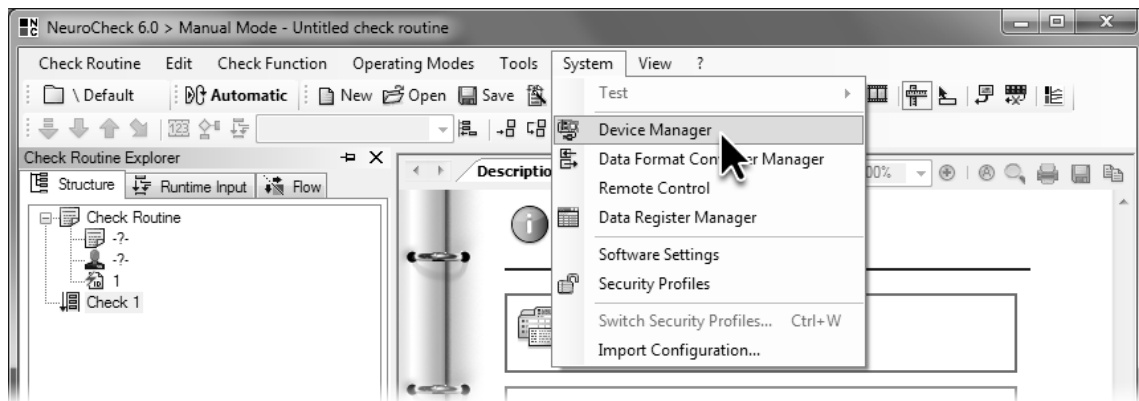 NeuroCheck 6.0 > Manual Mode - Untitled check routine
Check Routine Edit Check Function Operating Modes Tools System View ?
\ Default Automatic New Open Save
Test
123
Device Manager
Check Routine Explorer
Data Format Manager
Structure Runtime Input Flow
Descriptio
00%
Remote Control
Check Routine
Data Register Manager
-?-
-?-
Software Settings
1
Security Profiles
Check 1
Switch Security Profiles... Ctrl+W
Import Configuration...